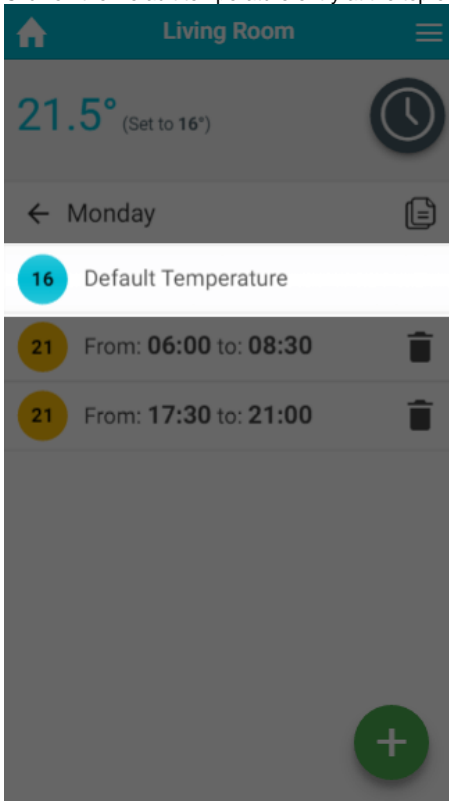 Living Room
21.5° (Set to 16°)
Monday
16 Default Temperature
21 From: 06:00 to: 08:30
21 From: 17:30 to: 21:00
+